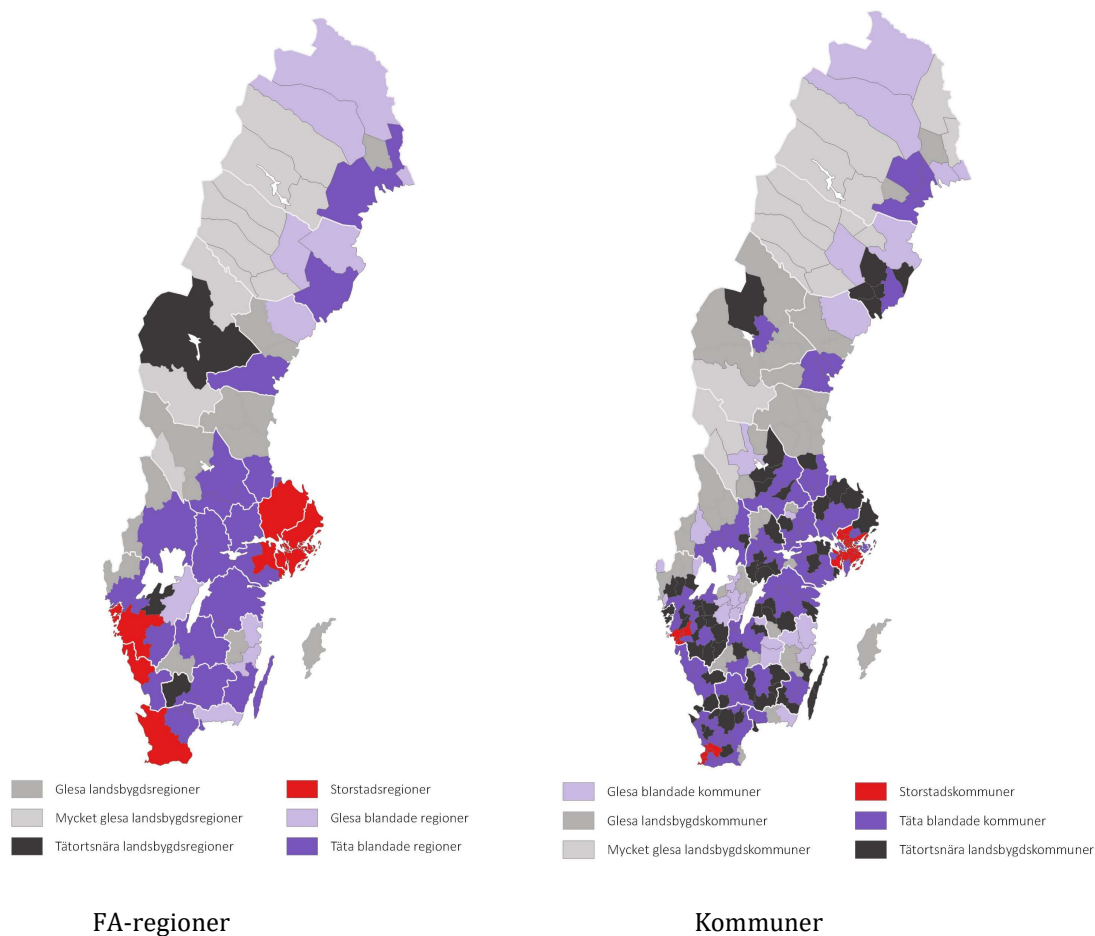 Glesa landsbygdsregioner
Mycket glesa landsbygdsregioner
Tätortsnära landsbygdsregioner
Storstadsregioner
Glesa blandade regioner
Täta blandade regioner
Glesa blandade kommuner
Glesa landsbygdskommuner
Mycket glesa landsbygdskommuner
Storstadskommuner
Täta blandade kommuner
Tätortsnära landsbygdskommuner
FA-regioner
Kommuner